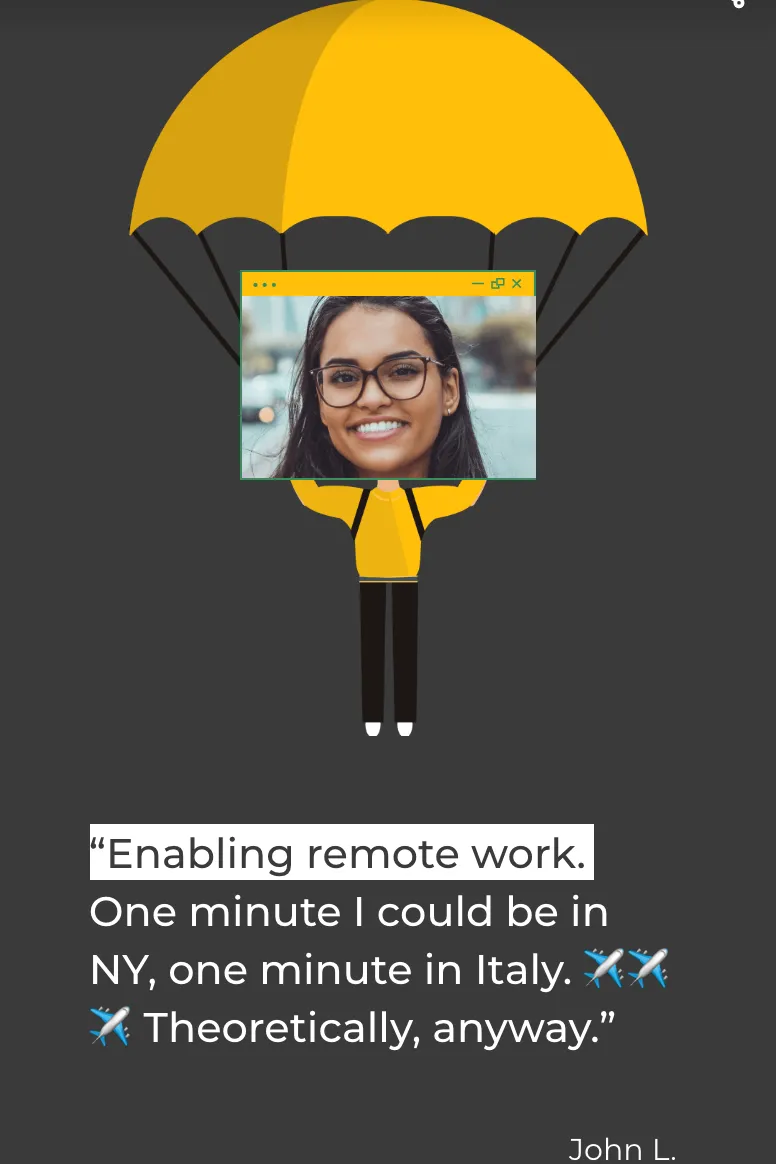 “Enabling remote work.
One minute I could be in
NY, one minute in Italy. ✈️✈️
✈️ Theoretically, anyway.”
John L.